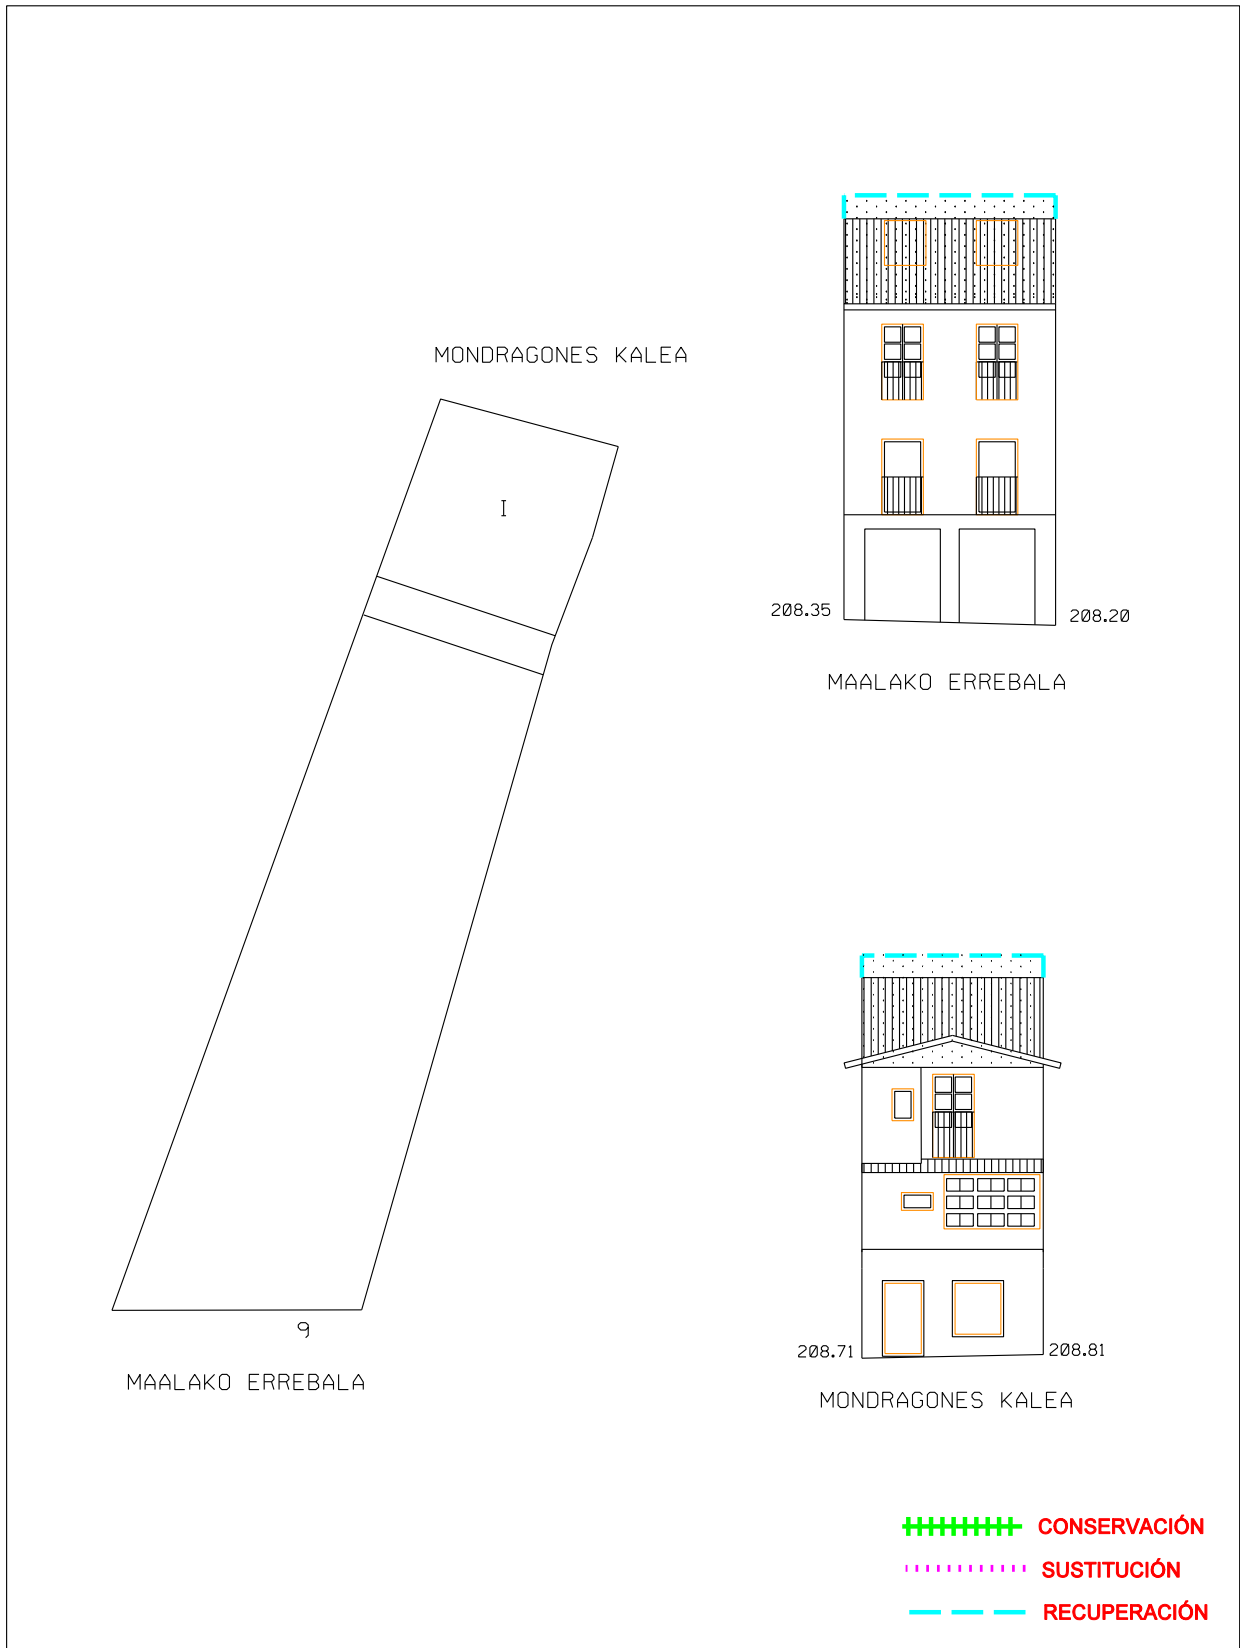 MONDRAGONES KALEA
I
9
MAALAKO ERREBALA
208.35
208.20
MAALAKO ERREBALA
208.71
208.81
MONDRAGONES KALEA
CONSERVACIÓN
SUSTITUCIÓN
RECUPERACIÓN